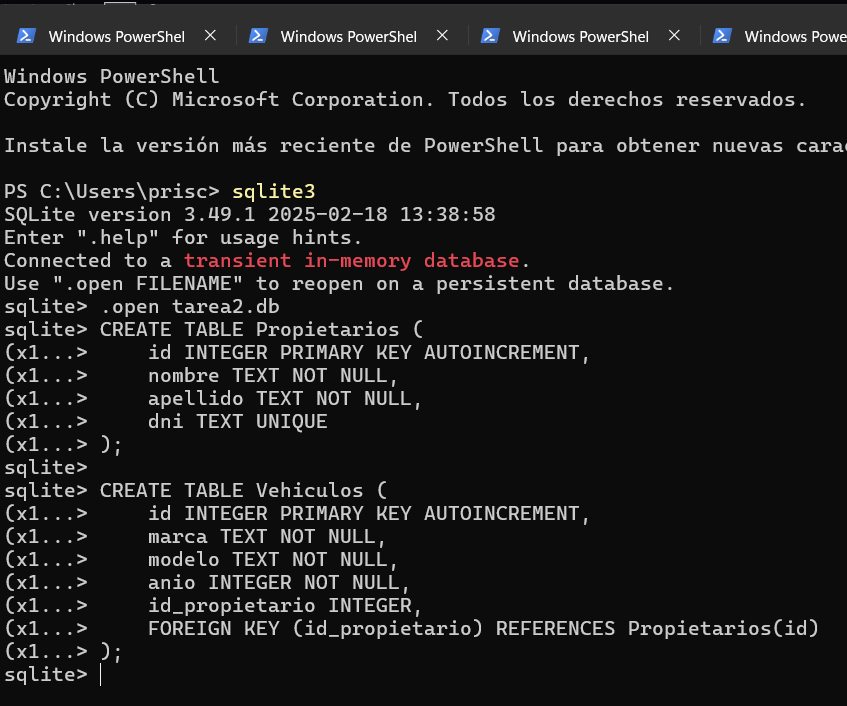 Windows PowerShel
Windows PowerShel
Windows PowerShel
Windows Powe
Windows PowerShell
Copyright (C) Microsoft Corporation. Todos los derechos reservados.
Instale la versión más reciente de PowerShell para obtener nuevas cara
PS C:\Users\prisc> sqlite3
SQLite version 3.49.1 2025-02-18 13:38:58
Enter ".help" for usage hints.
Connected to a transient in-memory database.
Use ".open FILENAME" to reopen on a persistent database.
sqlite> .open tarea2.db
sqlite> CREATE TABLE Propietarios (
(x1...>     id INTEGER PRIMARY KEY AUTOINCREMENT,
(x1...>     nombre TEXT NOT NULL,
(x1...>     apellido TEXT NOT NULL,
(x1...>     dni TEXT UNIQUE
(x1...> );
sqlite>
sqlite> CREATE TABLE Vehiculos (
(x1...>     id INTEGER PRIMARY KEY AUTOINCREMENT,
(x1...>     marca TEXT NOT NULL,
(x1...>     modelo TEXT NOT NULL,
(x1...>     anio INTEGER NOT NULL,
(x1...>     id_propietario INTEGER,
(x1...>     FOREIGN KEY (id_propietario) REFERENCES Propietarios(id)
(x1...> );
sqlite>